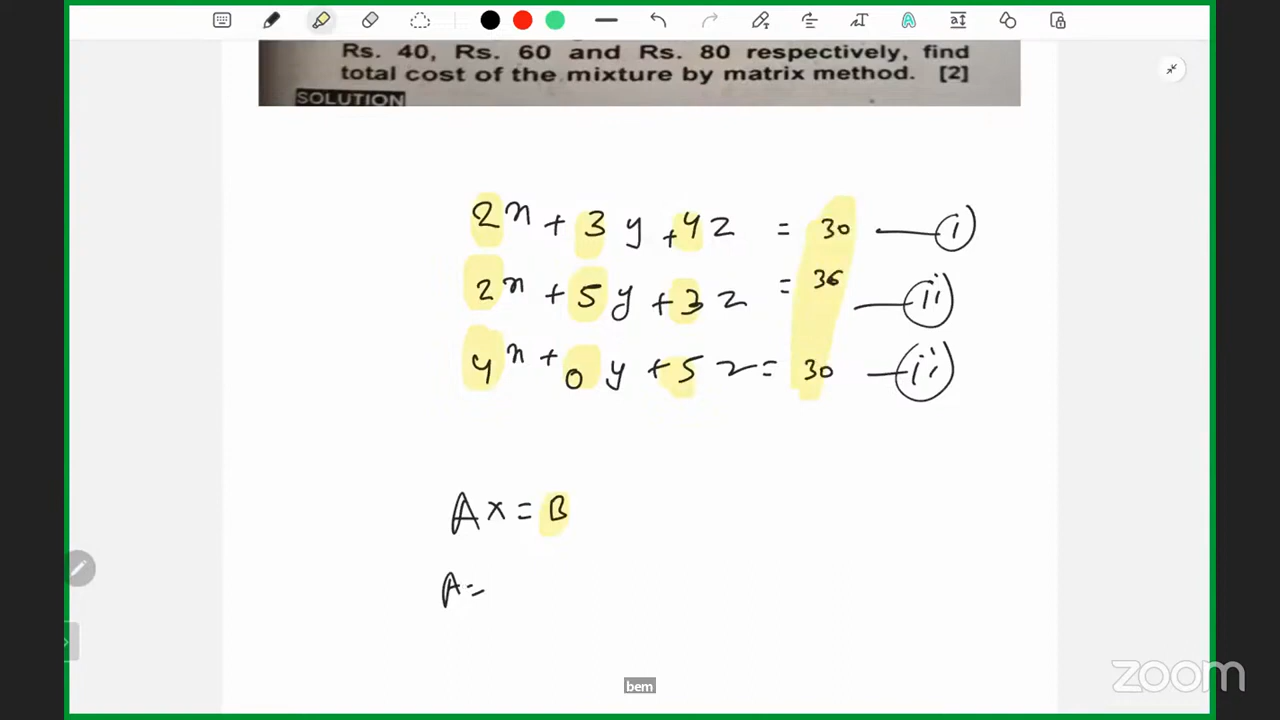 Rs. 40, Rs. 60 and Rs. 80 respectively, find
total cost of the mixture by matrix method. [2]
SOLUTION
2x + 3y + 4z = 30 — (i)
2x + 5y + 3z = 36 — (ii)
4x + 0y + 5z = 30 — (ii)
Ax = B
A =
bem
zoom